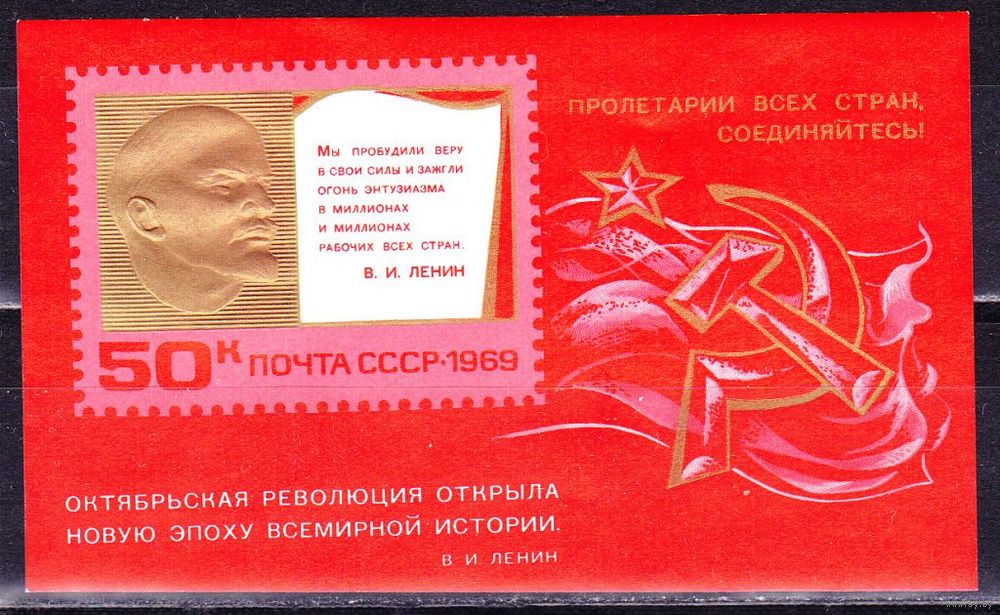 ПРОЛЕТАРИИ ВСЕХ СТРАН,
СОЕДИНЯЙТЕСЬ!
Мы пробудили веру
в свои силы и зажгли
огонь энтузиазма
в миллионах
и миллионах
рабочих всех стран.
В. И. ЛЕНИН
50К ПОЧТА СССР·1969
ОКТЯБРЬСКАЯ РЕВОЛЮЦИЯ ОТКРЫЛА
НОВУЮ ЭПОХУ ВСЕМИРНОЙ ИСТОРИИ.
В И. ЛЕНИН